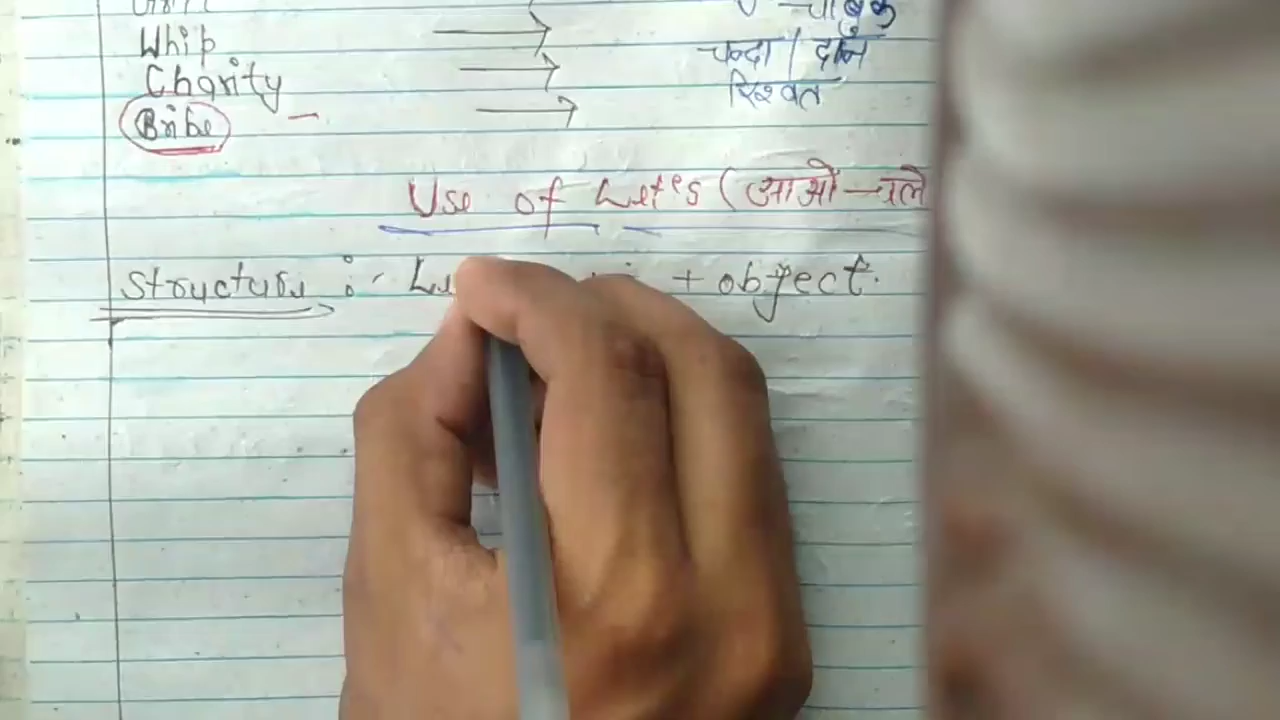 Whip → चाबुक
Charity → चन्दा / दान
Bribe - → रिश्वत
Use of Let's (आओ-चले
Structure :- + object.